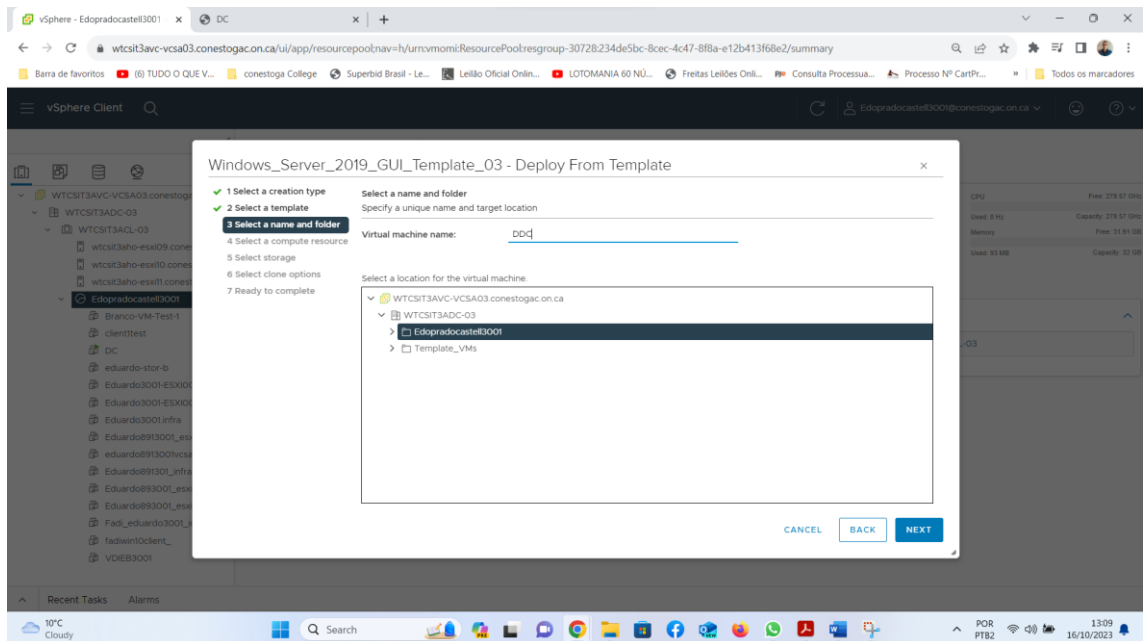 vSphere - Edopradocastell3001
DC
wtcsit3avc-vcsa03.conestogac.on.ca/ui/app/resourcepool;nav=h/urn:vmomi:ResourcePool:resgroup-30728:234de5bc-8cec-4c47-8f8a-e12b413f68e2/summary
Barra de favoritos
(6) TUDO O QUE V...
conestoga College
Superbid Brasil - Le...
Leilão Oficial Onlin...
LOTOMANIA 60 NÚ...
Freitas Leilões Onli...
Consulta Processua...
Processo Nº CartPr...
»
Todos os marcadores
vSphere Client
Edopradocastell3001@conestogac.on.ca
Windows_Server_2019_GUI_Template_03 - Deploy From Template
1 Select a creation type
2 Select a template
3 Select a name and folder
4 Select a compute resource
5 Select storage
6 Select clone options
7 Ready to complete
Select a name and folder
Specify a unique name and target location
Virtual machine name:
DDC
Select a location for the virtual machine.
WTCSIT3AVC-VCSA03.conestogac.on.ca
WTCSIT3ADC-03
Edopradocastell3001
Template_VMs
CANCEL
BACK
NEXT
WTCSIT3AVC-VCSA03.conestoga
WTCSIT3ADC-03
WTCSIT3ACL-03
wtcsit3aho-esxi09.cone
wtcsit3aho-esxi10.cones
wtcsit3aho-esxi11.conest
Edopradocastell3001
Branco-VM-Test-1
client1test
DC
eduardo-stor-b
Eduardo3001-ESXI0
Eduardo3001-ESXI0
Eduardo3001.infra
Eduardo8913001_es
eduardo8913001vcsa
Eduardo891301_infra
Eduardo893001_esx
Eduardo893001_esx
Fadi_eduardo3001_i
fadiwin10client_
VDIEB3001
CPU
Free: 279.57 GHz
Used: 0 Hz
Capacity: 279.57 GHz
Memory
Free: 31.91 GB
Used: 93 MB
Capacity: 32 GB
-03
Recent Tasks
Alarms
10°C
Cloudy
Search
POR
PTB2
13:09
16/10/2023